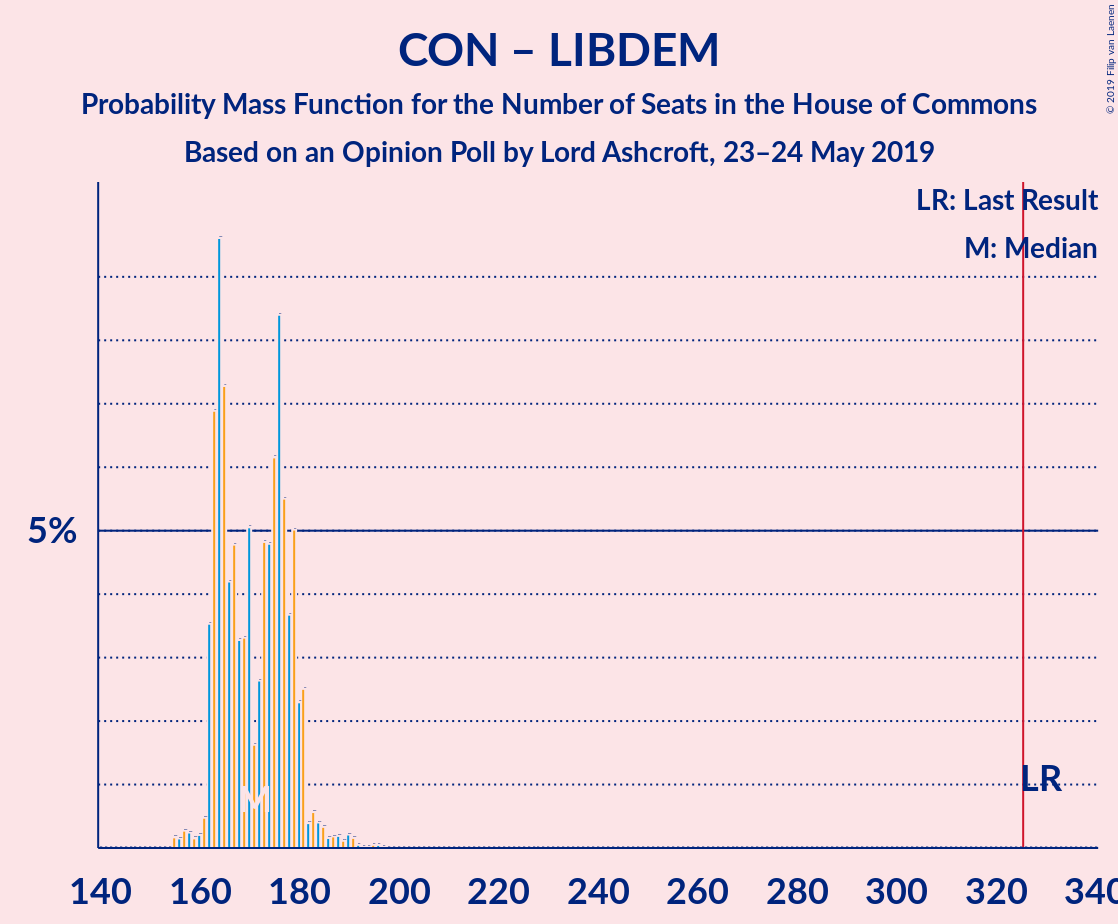 CON – LIBDEM
Probability Mass Function for the Number of Seats in the House of Commons
Based on an Opinion Poll by Lord Ashcroft, 23–24 May 2019
© 2019 Filip van Laenen
LR: Last Result
M: Median
5%
M
LR
140 160 180 200 220 240 260 280 300 320 340